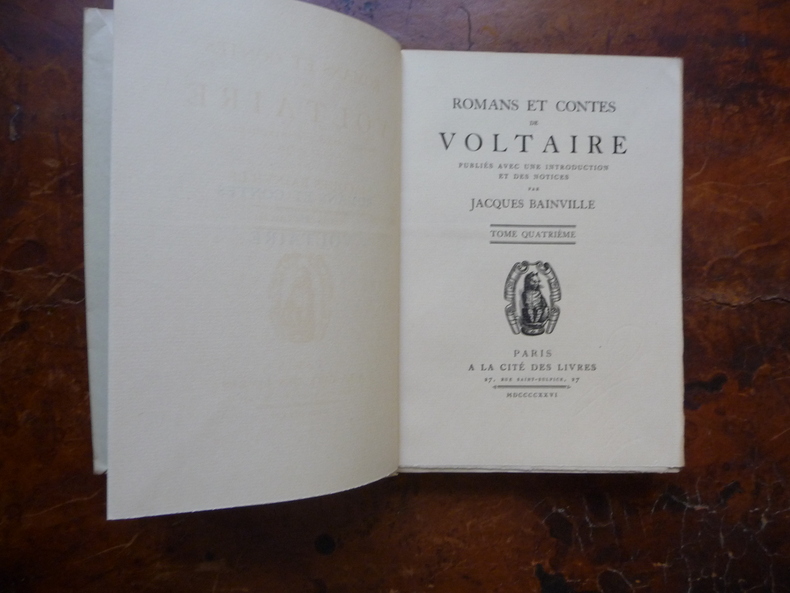 ROMANS ET CONTES
DE
VOLTAIRE
PUBLIÉS AVEC UNE INTRODUCTION
ET DES NOTICES
PAR
JACQUES BAINVILLE
TOME QUATRIÈME
PARIS
A LA CITÉ DES LIVRES
27, RUE SAINT-SULPICE, 27
MDCCCCXXVI